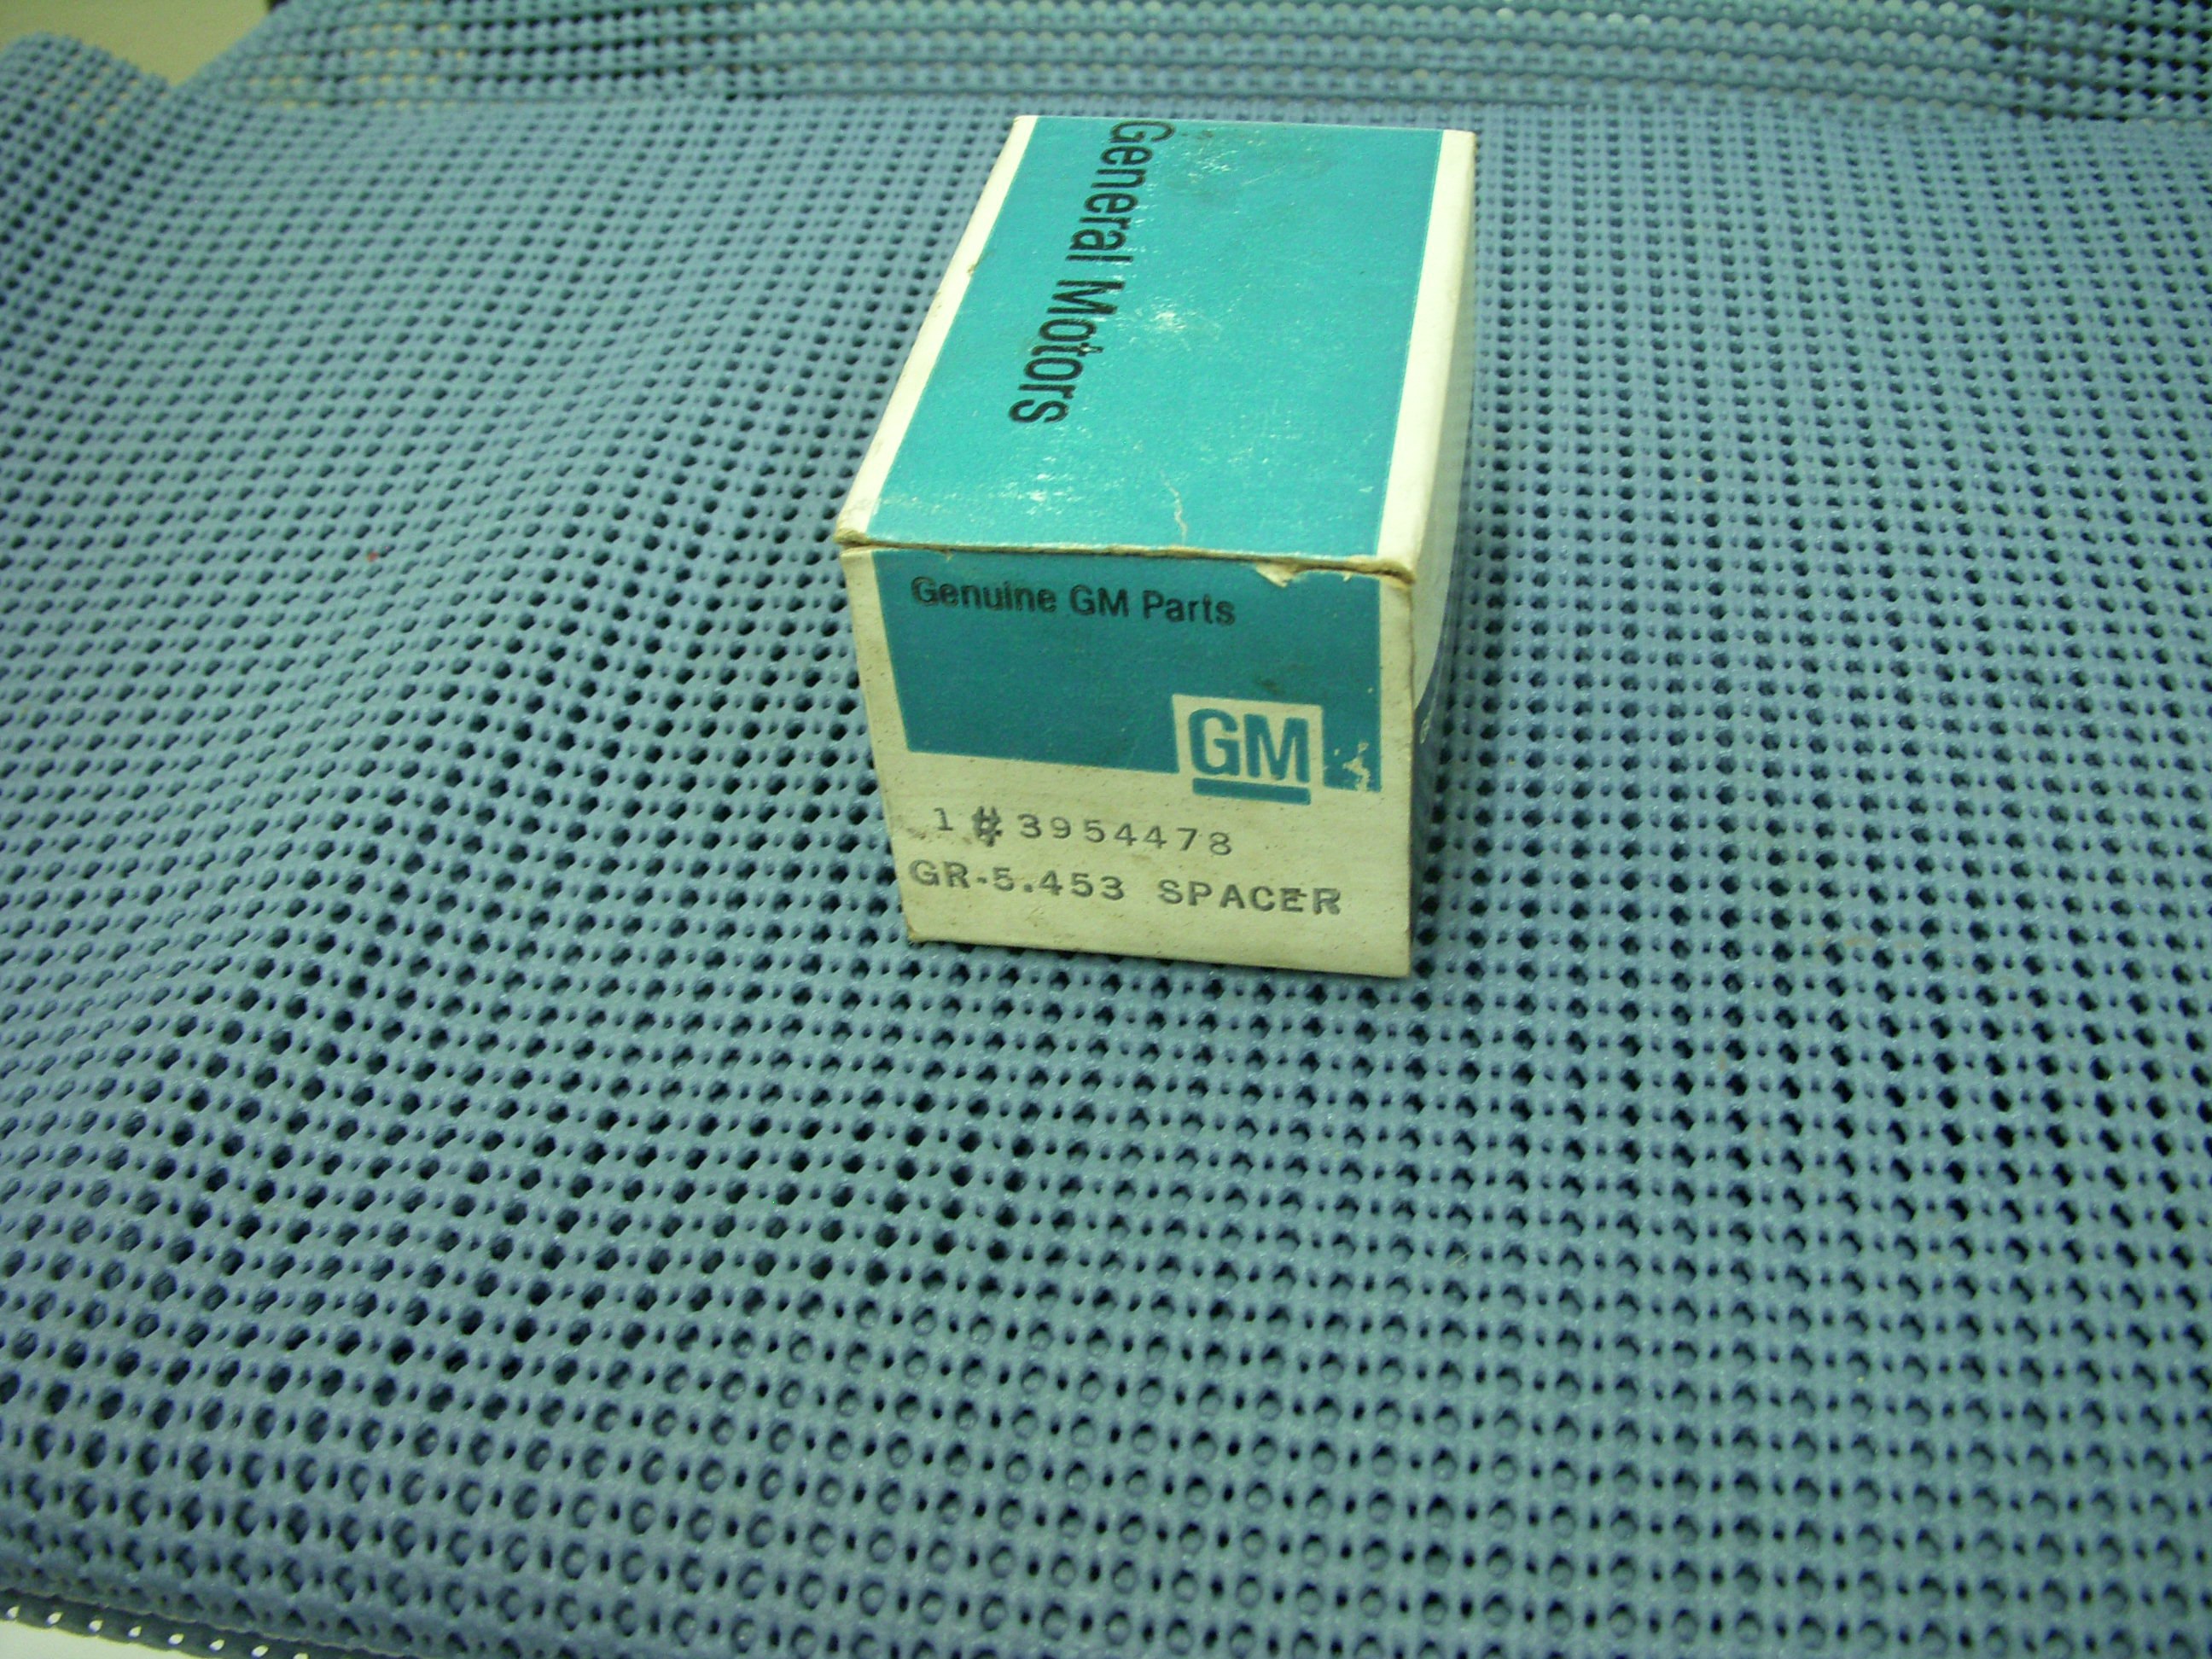 General Motors
Genuine GM Parts
GM
1 # 3954478
GR-5.453 SPACER